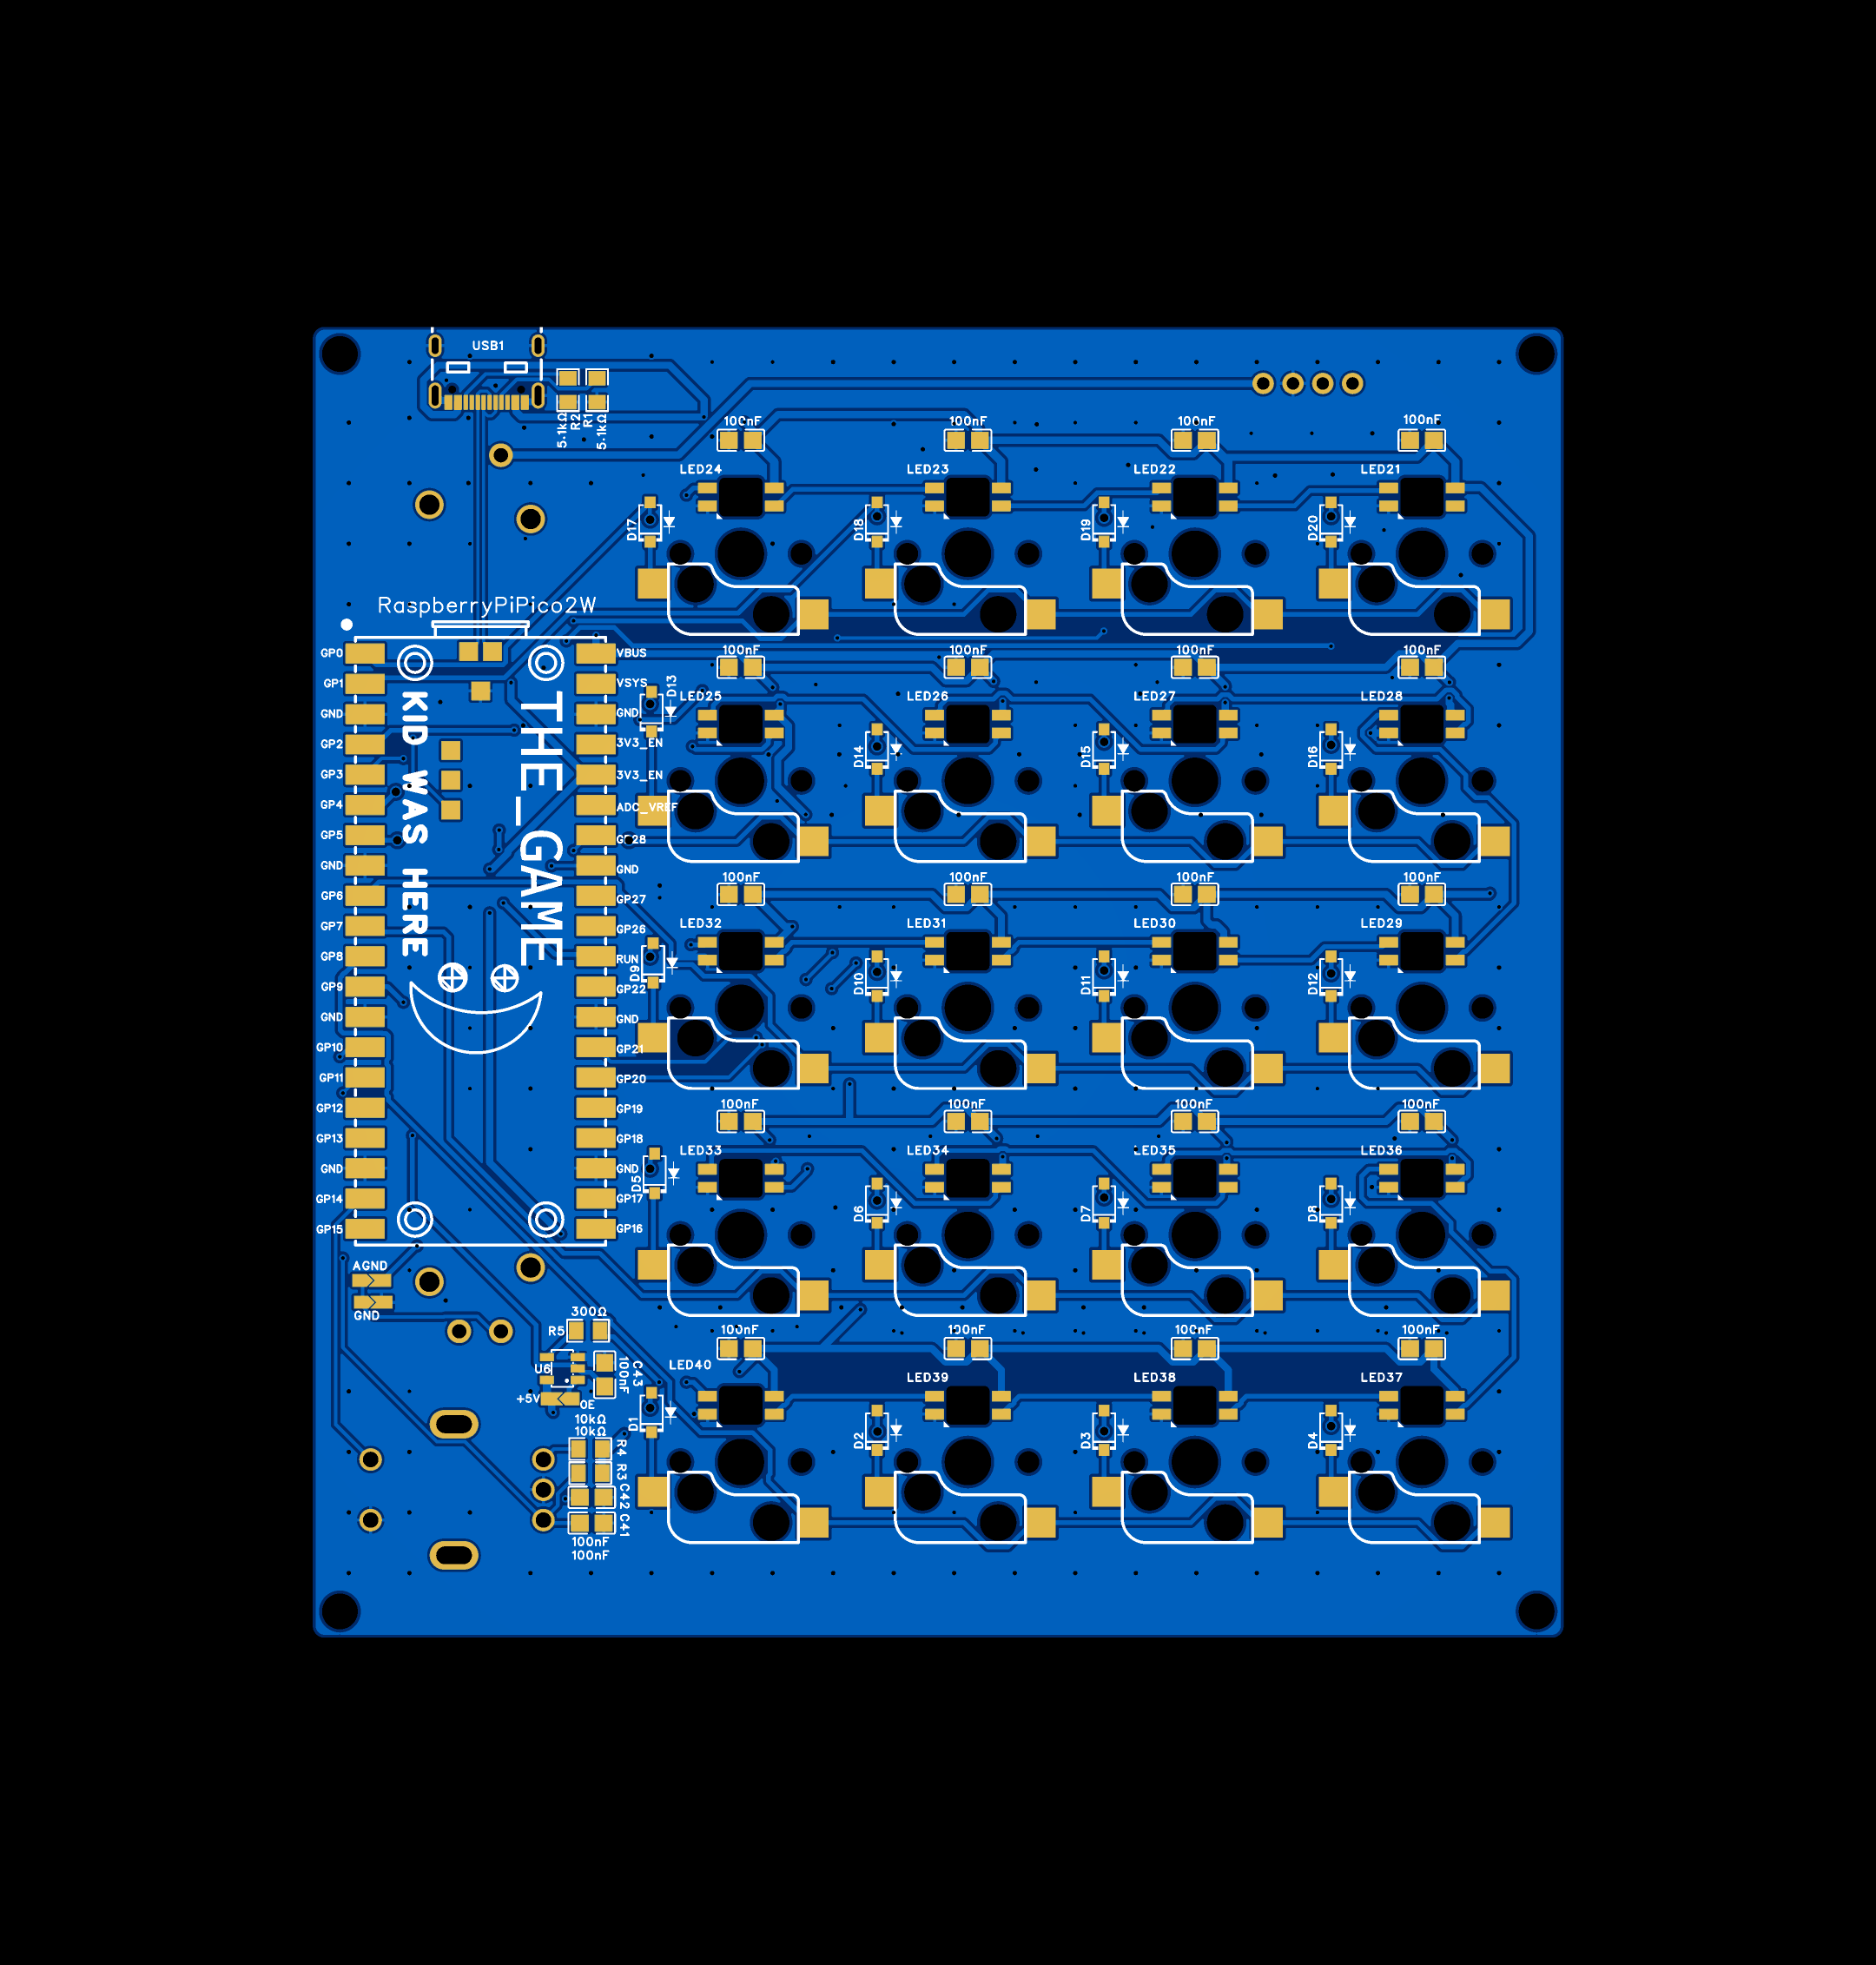 USB1
5.1kΩ
R2
R1
5.1kΩ
100nF
100nF
100nF
100nF
LED24
LED23
LED22
LED21
D17
D18
D19
D20
RaspberryPiPico2W
GP0
GP1
GND
GP2
GP3
GP4
GP5
GND
GP6
GP7
GP8
GP9
GND
GP10
GP11
GP12
GP13
GND
GP14
GP15
KID WAS HERE
THE_GAME
VBUS
VSYS
GND
3V3_EN
3V3_EN
ADC_VREF
GP28
GND
GP27
GP26
RUN
GP22
GND
GP21
GP20
GP19
GP18
GND
GP17
GP16
100nF
100nF
100nF
100nF
D13
LED25
LED26
LED27
LED28
D14
D15
D16
100nF
100nF
100nF
100nF
LED32
LED31
LED30
LED29
D9
D10
D11
D12
100nF
100nF
100nF
100nF
LED33
LED34
LED35
LED36
D5
D6
D7
D8
AGND
GND
300Ω
R5
U6
C43
100nF
+5V
OE
10kΩ
10kΩ
R4
R3
C42
C41
100nF
100nF
100nF
100nF
100nF
100nF
LED40
LED39
LED38
LED37
D1
D2
D3
D4